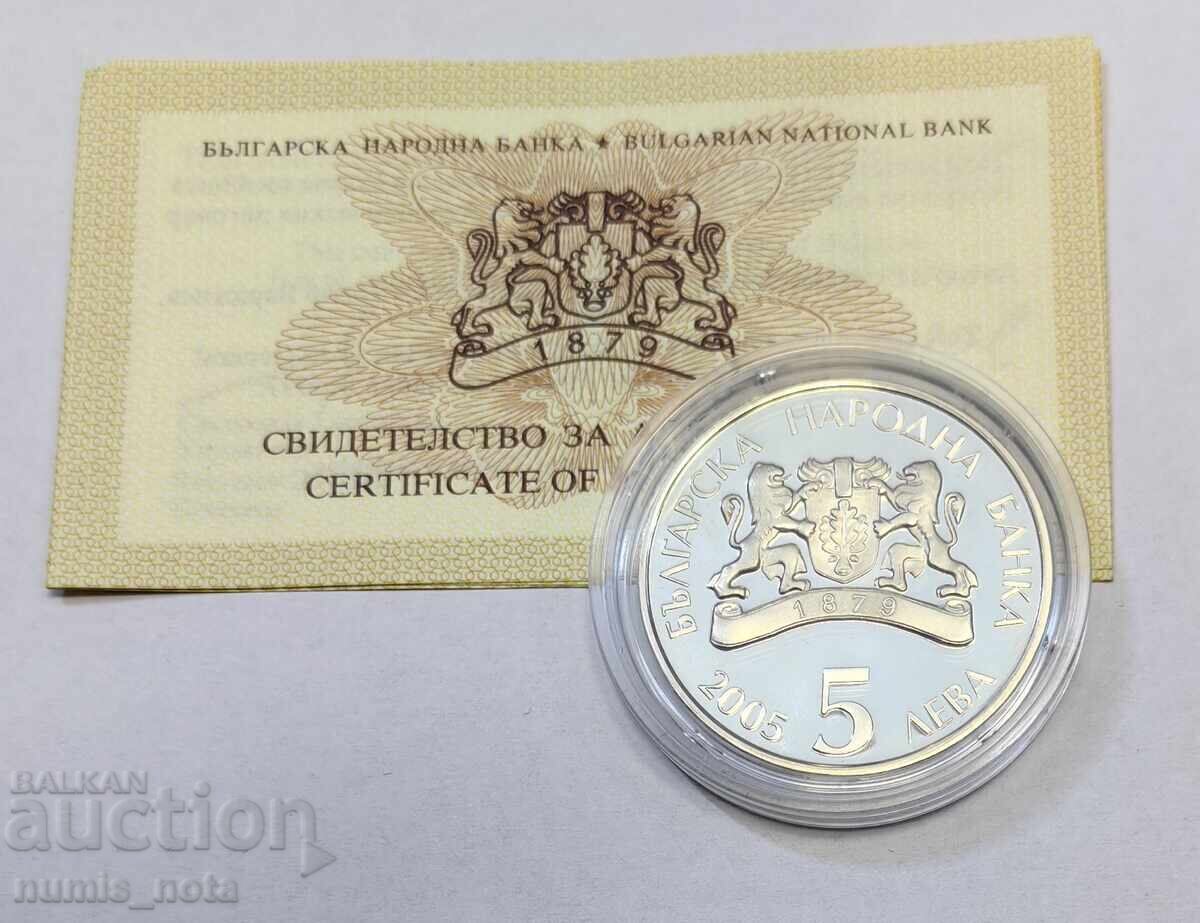 БЪЛГАРСКА НАРОДНА БАНКА ★ BULGARIAN NATIONAL BANK
1879
СВИДЕТЕЛСТВО ЗА
CERTIFICATE OF
БЪЛГАРСКА НАРОДНА БАНКА
1879
2005 5 ЛЕВА
BALKAN
auction
numis_nota